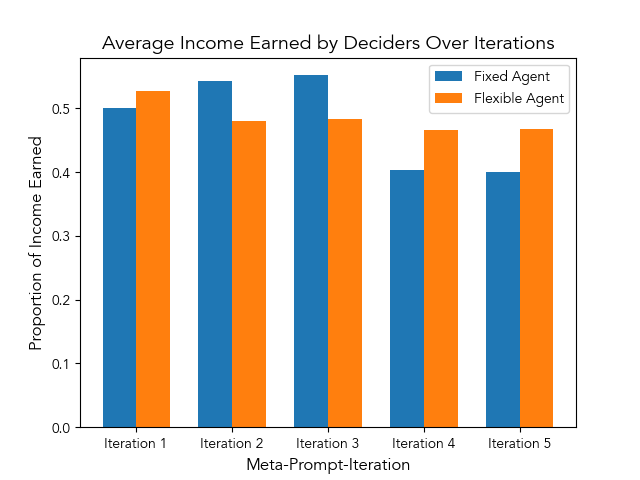 Average Income Earned by Deciders Over Iterations
Fixed Agent
Flexible Agent
Proportion of Income Earned
0.5
0.4
0.3
0.2
0.1
0.0
Iteration 1 Iteration 2 Iteration 3 Iteration 4 Iteration 5
Meta-Prompt-Iteration